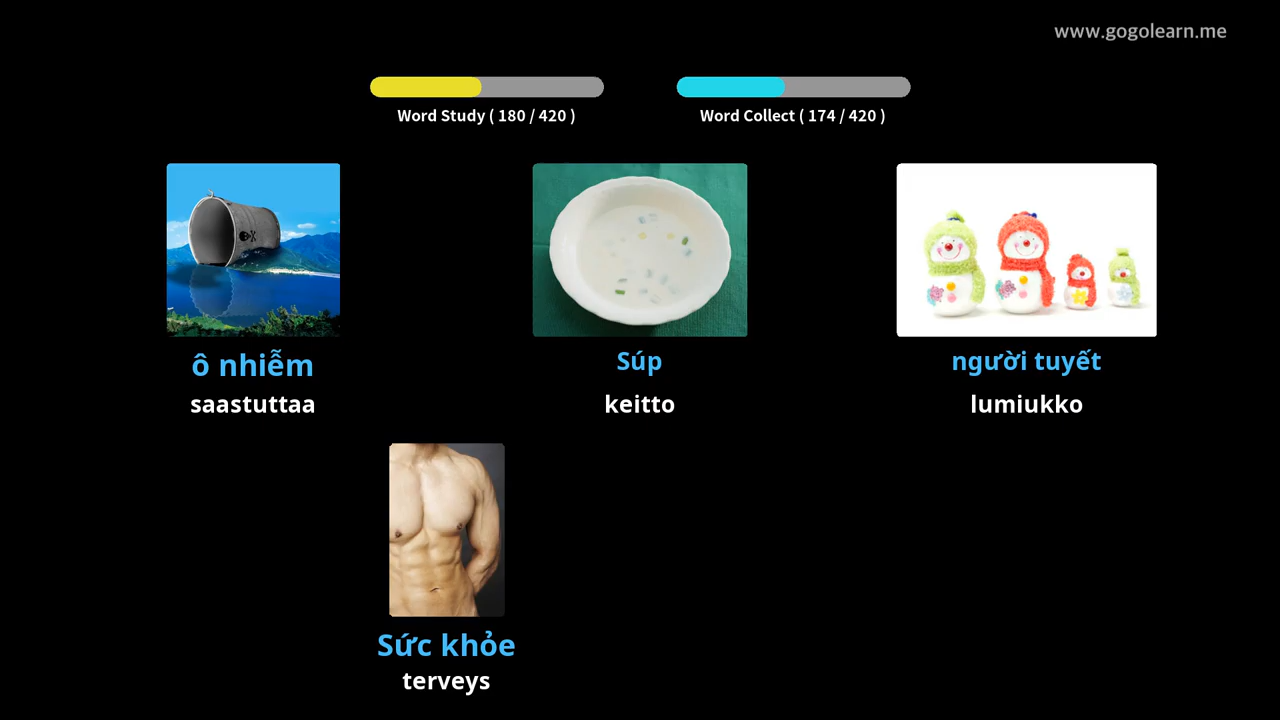 www.gogolearn.me
Word Study ( 180 / 420 )
Word Collect ( 174 / 420 )
ô nhiễm
saastuttaa
Súp
keitto
người tuyết
lumiukko
Sức khỏe
terveys